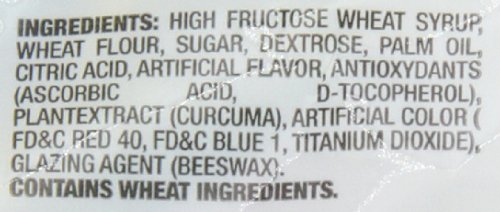 INGREDIENTS: HIGH FRUCTOSE WHEAT SYRUP,
WHEAT FLOUR, SUGAR, DEXTROSE, PALM OIL,
CITRIC ACID, ARTIFICIAL FLAVOR, ANTIOXYDANTS
(ASCORBIC ACID, D-TOCOPHEROL),
PLANTEXTRACT (CURCUMA), ARTIFICIAL COLOR (
FD&C RED 40, FD&C BLUE 1, TITANIUM DIOXIDE),
GLAZING AGENT (BEESWAX).
CONTAINS WHEAT INGREDIENTS.